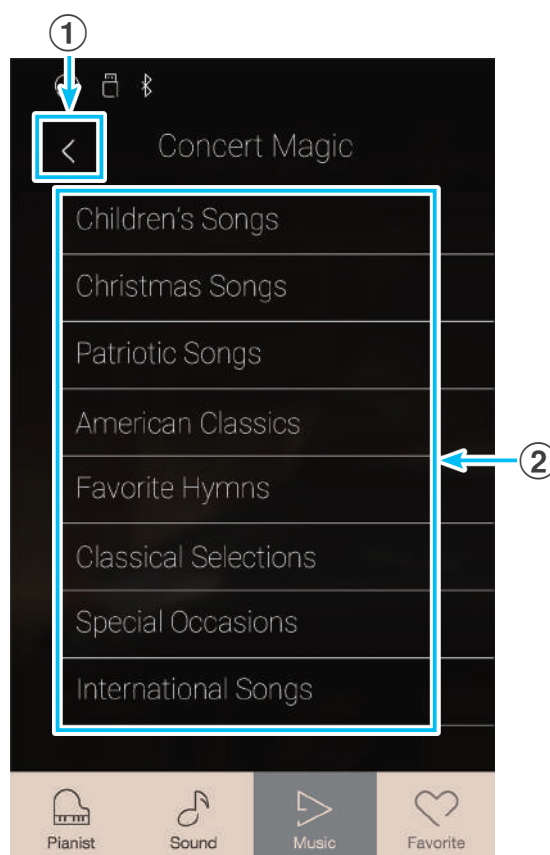 ①
Concert Magic
Children's Songs
Christmas Songs
Patriotic Songs
American Classics
Favorite Hymns
②
Classical Selections
Special Occasions
International Songs
Pianist Sound Music Favorite